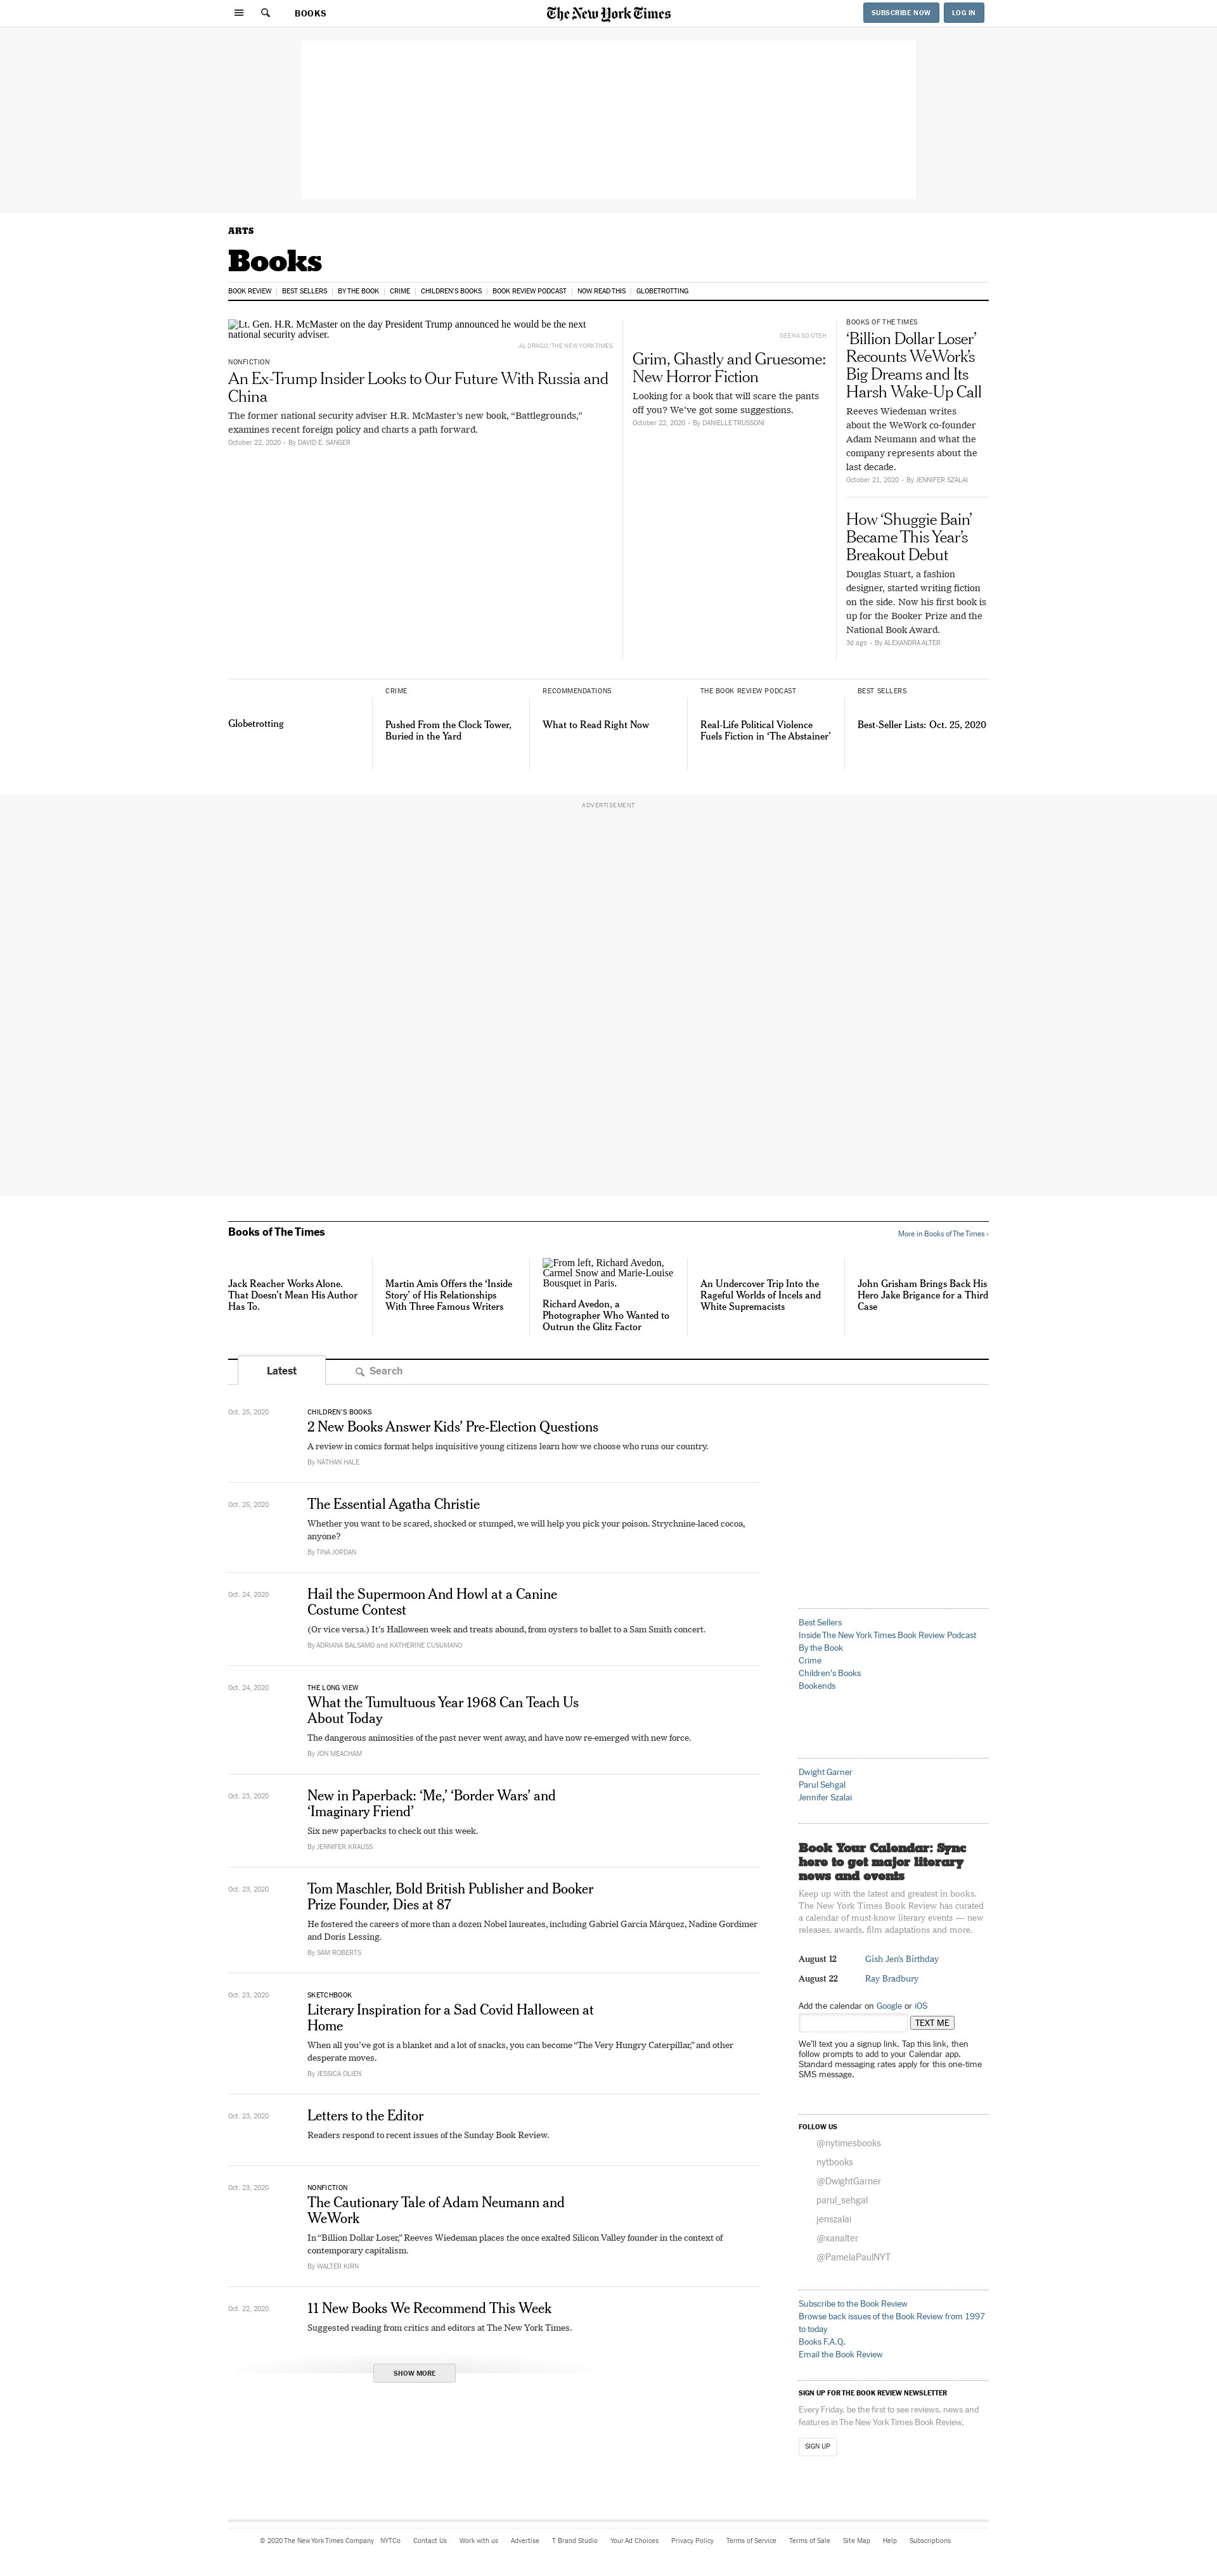 BOOKS
The New York Times
SUBSCRIBE NOW
LOG IN
ARTS
Books
BOOK REVIEW | BEST SELLERS | BY THE BOOK | CRIME | CHILDREN'S BOOKS | BOOK REVIEW PODCAST | NOW READ THIS | GLOBETROTTING
Lt. Gen. H.R. McMaster on the day President Trump announced he would be the next
national security adviser.
AL DRAGO/THE NEW YORK TIMES
NONFICTION
An Ex-Trump Insider Looks to Our Future With Russia and
China
The former national security adviser H.R. McMaster's new book, “Battlegrounds,”
examines recent foreign policy and charts a path forward.
October 22, 2020 • By DAVID E. SANGER
DEENA SO OTEH
Grim, Ghastly and Gruesome:
New Horror Fiction
Looking for a book that will scare the pants
off you? We've got some suggestions.
October 22, 2020 • By DANIELLE TRUSSONI
BOOKS OF THE TIMES
‘Billion Dollar Loser’
Recounts WeWork’s
Big Dreams and Its
Harsh Wake-Up Call
Reeves Wiedeman writes
about the WeWork co-founder
Adam Neumann and what the
company represents about the
last decade.
October 21, 2020 • By JENNIFER SZALAI
How ‘Shuggie Bain’
Became This Year’s
Breakout Debut
Douglas Stuart, a fashion
designer, started writing fiction
on the side. Now his first book is
up for the Booker Prize and the
National Book Award.
3d ago • By ALEXANDRA ALTER
Globetrotting
CRIME
Pushed From the Clock Tower,
Buried in the Yard
RECOMMENDATIONS
What to Read Right Now
THE BOOK REVIEW PODCAST
Real-Life Political Violence
Fuels Fiction in ‘The Abstainer’
BEST SELLERS
Best-Seller Lists: Oct. 25, 2020
ADVERTISEMENT
Books of The Times
More in Books of The Times ›
Jack Reacher Works Alone.
That Doesn’t Mean His Author
Has To.
Martin Amis Offers the ‘Inside
Story’ of His Relationships
With Three Famous Writers
From left, Richard Avedon,
Carmel Snow and Marie-Louise
Bousquet in Paris.
Richard Avedon, a
Photographer Who Wanted to
Outrun the Glitz Factor
An Undercover Trip Into the
Rageful Worlds of Incels and
White Supremacists
John Grisham Brings Back His
Hero Jake Brigance for a Third
Case
Latest
Search
Oct. 25, 2020
CHILDREN'S BOOKS
2 New Books Answer Kids’ Pre-Election Questions
A review in comics format helps inquisitive young citizens learn how we choose who runs our country.
By NATHAN HALE
Oct. 25, 2020
The Essential Agatha Christie
Whether you want to be scared, shocked or stumped, we will help you pick your poison. Strychnine-laced cocoa,
anyone?
By TINA JORDAN
Oct. 24, 2020
Hail the Supermoon And Howl at a Canine
Costume Contest
(Or vice versa.) It’s Halloween week and treats abound, from oysters to ballet to a Sam Smith concert.
By ADRIANA BALSAMO and KATHERINE CUSUMANO
Oct. 24, 2020
THE LONG VIEW
What the Tumultuous Year 1968 Can Teach Us
About Today
The dangerous animosities of the past never went away, and have now re-emerged with new force.
By JON MEACHAM
Oct. 23, 2020
New in Paperback: ‘Me,’ ‘Border Wars’ and
‘Imaginary Friend’
Six new paperbacks to check out this week.
By JENNIFER KRAUSS
Oct. 23, 2020
Tom Maschler, Bold British Publisher and Booker
Prize Founder, Dies at 87
He fostered the careers of more than a dozen Nobel laureates, including Gabriel García Márquez, Nadine Gordimer
and Doris Lessing.
By SAM ROBERTS
Oct. 23, 2020
SKETCHBOOK
Literary Inspiration for a Sad Covid Halloween at
Home
When all you’ve got is a blanket and a lot of snacks, you can become “The Very Hungry Caterpillar,” and other
desperate moves.
By JESSICA OLIEN
Oct. 23, 2020
Letters to the Editor
Readers respond to recent issues of the Sunday Book Review.
Oct. 23, 2020
NONFICTION
The Cautionary Tale of Adam Neumann and
WeWork
In “Billion Dollar Loser,” Reeves Wiedeman places the once exalted Silicon Valley founder in the context of
contemporary capitalism.
By WALTER KIRN
Oct. 22, 2020
11 New Books We Recommend This Week
Suggested reading from critics and editors at The New York Times.
SHOW MORE
Best Sellers
Inside The New York Times Book Review Podcast
By the Book
Crime
Children's Books
Bookends
Dwight Garner
Parul Sehgal
Jennifer Szalai
Book Your Calendar: Sync
here to get major literary
news and events
Keep up with the latest and greatest in books.
The New York Times Book Review has curated
a calendar of must-know literary events — new
releases, awards, film adaptations and more.
August 12 Gish Jen’s Birthday
August 22 Ray Bradbury
Add the calendar on Google or iOS
TEXT ME
We’ll text you a signup link. Tap this link, then
follow prompts to add to your Calendar app.
Standard messaging rates apply for this one-time
SMS message.
FOLLOW US
@nytimesbooks
nytbooks
@DwightGarner
parul_sehgal
jenszalai
@xanalter
@PamelaPaulNYT
Subscribe to the Book Review
Browse back issues of the Book Review from 1997
to today
Books F.A.Q.
Email the Book Review
SIGN UP FOR THE BOOK REVIEW NEWSLETTER
Every Friday, be the first to see reviews, news and
features in The New York Times Book Review.
SIGN UP
© 2020 The New York Times Company NYTCo Contact Us Work with us Advertise T Brand Studio Your Ad Choices Privacy Policy Terms of Service Terms of Sale Site Map Help Subscriptions